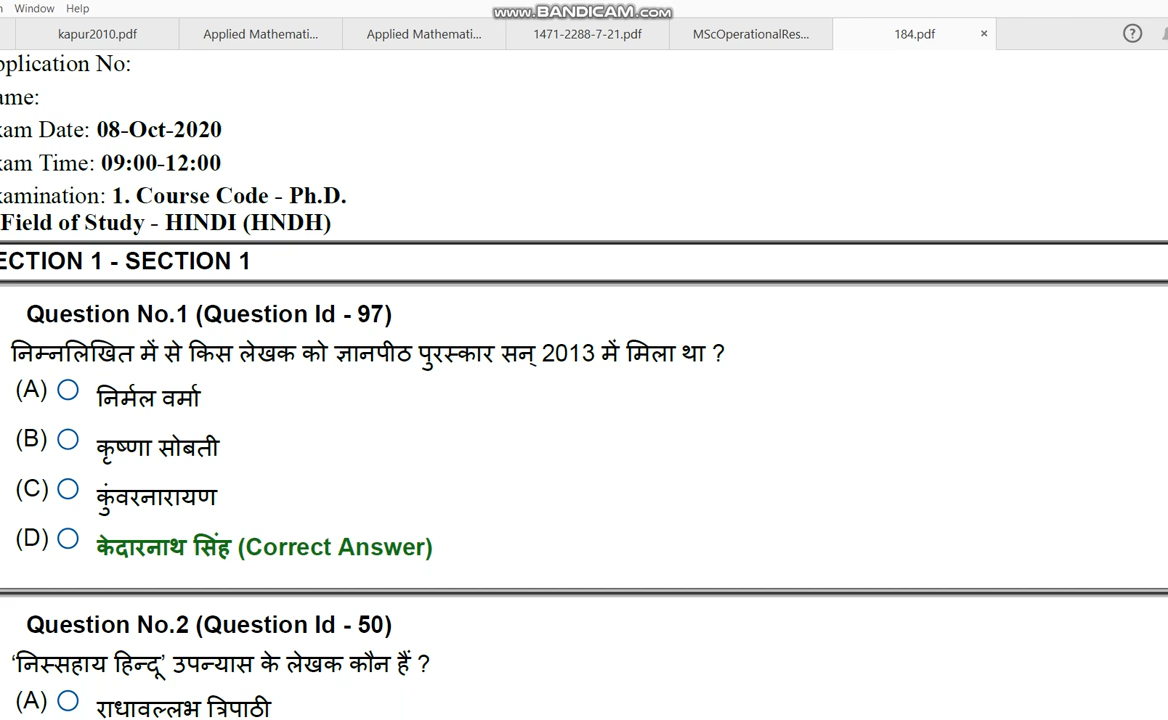 Window Help
www.BANDICAM.com
kapur2010.pdf Applied Mathemati... Applied Mathemati... 1471-2288-7-21.pdf MScOperationalRes... 184.pdf × ?
pplication No:
ame:
xam Date: 08-Oct-2020
xam Time: 09:00-12:00
xamination: 1. Course Code - Ph.D.
Field of Study - HINDI (HNDH)
ECTION 1 - SECTION 1
Question No.1 (Question Id - 97)
निम्नलिखित में से किस लेखक को ज्ञानपीठ पुरस्कार सन् 2013 में मिला था ?
(A) निर्मल वर्मा
(B) कृष्णा सोबती
(C) कुंवरनारायण
(D) केदारनाथ सिंह (Correct Answer)
Question No.2 (Question Id - 50)
‘निस्सहाय हिन्दू’ उपन्यास के लेखक कौन हैं ?
(A) राधावल्लभ त्रिपाठी